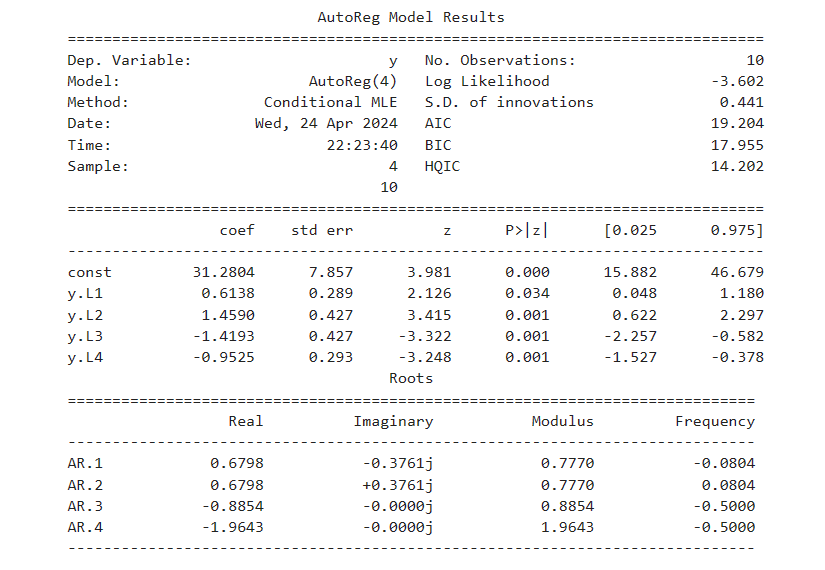 AutoReg Model Results
==============================================================================
Dep. Variable: y No. Observations: 10
Model: AutoReg(4) Log Likelihood -3.602
Method: Conditional MLE S.D. of innovations 0.441
Date: Wed, 24 Apr 2024 AIC 19.204
Time: 22:23:40 BIC 17.955
Sample: 4 HQIC 14.202
10
==============================================================================
coef std err z P>|z| [0.025 0.975]
------------------------------------------------------------------------------
const 31.2804 7.857 3.981 0.000 15.882 46.679
y.L1 0.6138 0.289 2.126 0.034 0.048 1.180
y.L2 1.4590 0.427 3.415 0.001 0.622 2.297
y.L3 -1.4193 0.427 -3.322 0.001 -2.257 -0.582
y.L4 -0.9525 0.293 -3.248 0.001 -1.527 -0.378
Roots
=============================================================================
Real Imaginary Modulus Frequency
-----------------------------------------------------------------------------
AR.1 0.6798 -0.3761j 0.7770 -0.0804
AR.2 0.6798 +0.3761j 0.7770 0.0804
AR.3 -0.8854 -0.0000j 0.8854 -0.5000
AR.4 -1.9643 -0.0000j 1.9643 -0.5000
-----------------------------------------------------------------------------